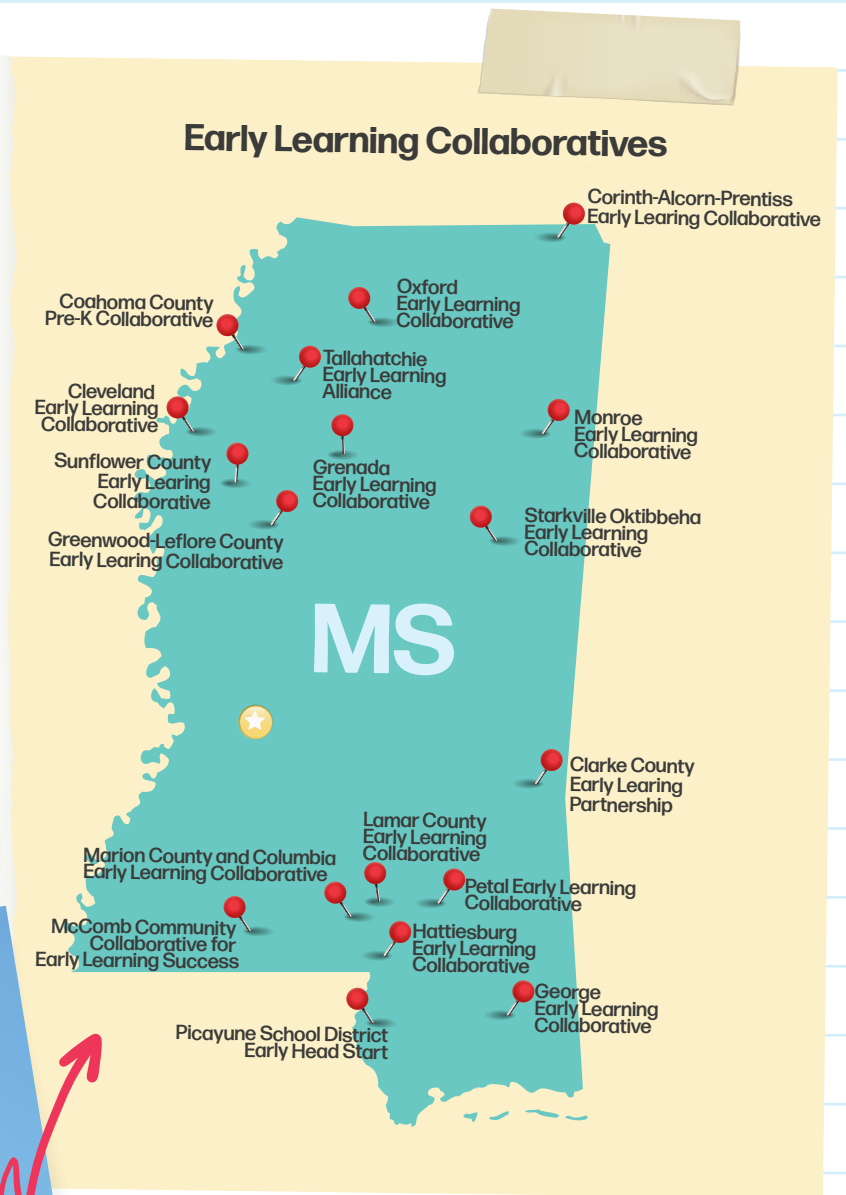 Early Learning Collaboratives
Corinth-Alcorn-Prentiss
Early Learing Collaborative
Oxford
Early Learning
Collaborative
Coahoma County
Pre-K Collaborative
Tallahatchie
Early Learning
Alliance
Cleveland
Early Learning
Collaborative
Monroe
Early Learning
Collaborative
Sunflower County
Early Learing
Collaborative
Grenada
Early Learning
Collaborative
Starkville Oktibbeha
Early Learning
Collaborative
Greenwood-Leflore County
Early Learing Collaborative
MS
Clarke County
Early Learing
Partnership
Lamar County
Early Learning
Collaborative
Marion County and Columbia
Early Learning Collaborative
Petal Early Learning
Collaborative
McComb Community
Collaborative for
Early Learning Success
Hattiesburg
Early Learning
Collaborative
George
Early Learning
Collaborative
Picayune School District
Early Head Start